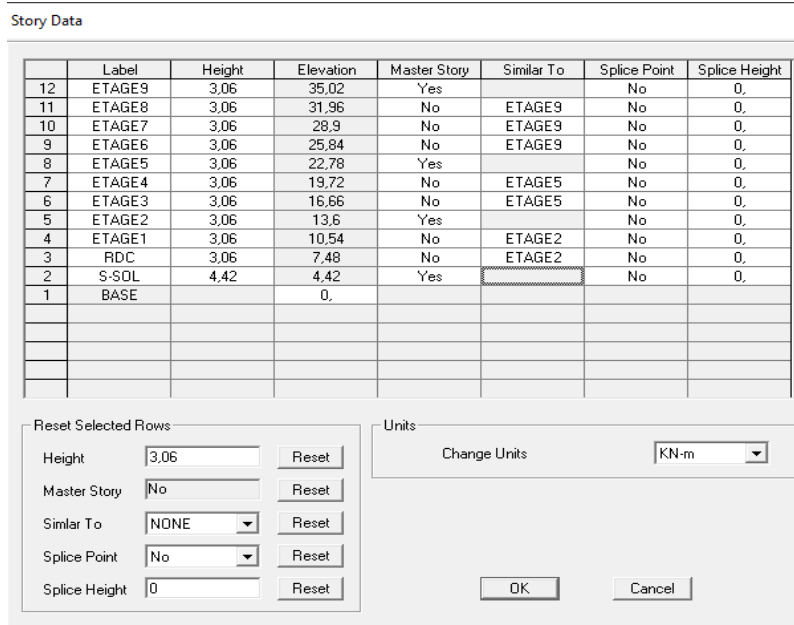 Story Data
Label Height Elevation Master Story Similar To Splice Point Splice Height
12 ETAGE9 3,06 35,02 Yes No 0,
11 ETAGE8 3,06 31,96 No ETAGE9 No 0,
10 ETAGE7 3,06 28,9 No ETAGE9 No 0,
9 ETAGE6 3,06 25,84 No ETAGE9 No 0,
8 ETAGE5 3,06 22,78 Yes No 0,
7 ETAGE4 3,06 19,72 No ETAGE5 No 0,
6 ETAGE3 3,06 16,66 No ETAGE5 No 0,
5 ETAGE2 3,06 13,6 Yes No 0,
4 ETAGE1 3,06 10,54 No ETAGE2 No 0,
3 RDC 3,06 7,48 No ETAGE2 No 0,
2 S-SOL 4,42 4,42 Yes No 0,
1 BASE 0,
Reset Selected Rows
Height 3,06 Reset
Master Story No Reset
Simlar To NONE Reset
Splice Point No Reset
Splice Height 0 Reset
Units
Change Units KN-m
OK Cancel